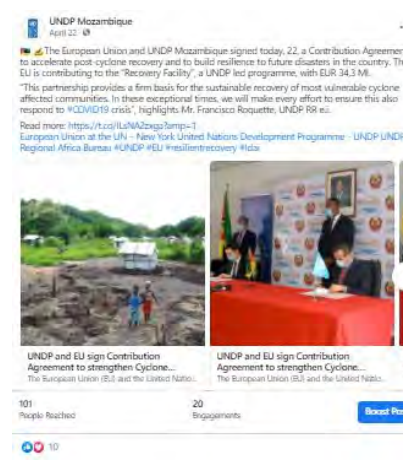 UNDP Mozambique
April 22
The European Union and UNDP Mozambique signed today, 22, a Contribution Agreemen
to accelerate post-cyclone recovery and to build resilience to future disasters in the country. Th
EU is contributing to the "Recovery Facility", a UNDP led programme, with EUR 34,3 MI.
"This partnership provides a firm basis for the sustainable recovery of most vulnerable cyclone
affected communities. In these exceptional times, we will make every effort to ensure this also
respond to #COVID19 crisis", highlights Mr. Francisco Roquette, UNDP RR e.i.
Read more: https://t.co/ILsNA2zxga?amp=1
European Union at the UN – New York United Nations Development Programme - UNDP UNDP
Regional Africa Bureau #UNDP #EU #resilientrecovery #Idai
UNDP and EU sign Contribution
Agreement to strengthen Cyclone...
The European Union (EU) and the United Natio...
UNDP and EU sign Contribution
Agreement to strengthen Cyclone...
The European Union (EU) and the United Natio...
101
People Reached
20
Engagements
Boost Pos
10